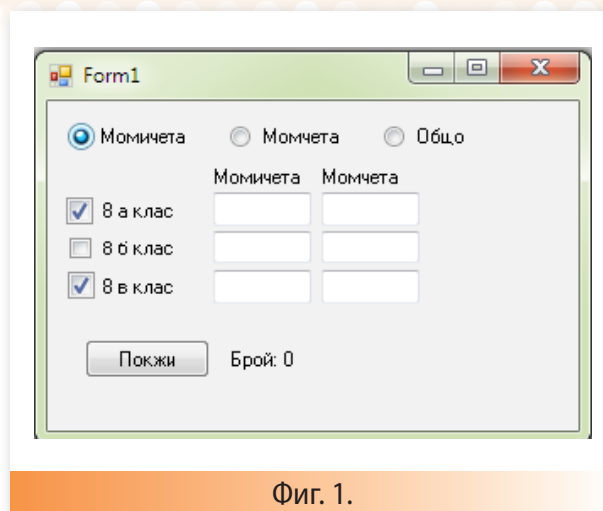 Form1
Момичета Момчета Общо
Момичета Момчета
8 а клас
8 б клас
8 в клас
Покжи Брой: 0
Фиг. 1.